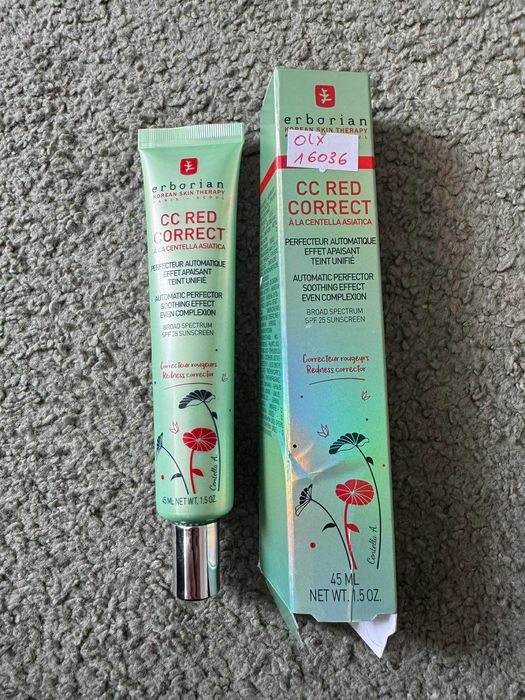 erborian
KOREAN SKIN THERAPY
PARIS SEOUL
CC RED
CORRECT
À LA CENTELLA ASIATICA
PERFECTEUR AUTOMATIQUE
EFFET APAISANT
TEINT UNIFIÉ
AUTOMATIC PERFECTOR
SOOTHING EFFECT
EVEN COMPLEXION
BROAD SPECTRUM
SPF 25 SUNSCREEN
Correcteur rougeurs
Redness corrector
Centella A.
45 ML NET WT. 1.5 OZ.
erborian
KOREAN SKIN THERAPY
OLX
16036
CC RED
CORRECT
À LA CENTELLA ASIATICA
PERFECTEUR AUTOMATIQUE
EFFET APAISANT
TEINT UNIFIÉ
AUTOMATIC PERFECTOR
SOOTHING EFFECT
EVEN COMPLEXION
BROAD SPECTRUM
SPF 25 SUNSCREEN
Correcteur rougeurs
Redness corrector
Centella A.
45 ML
NET WT. 1.5 OZ.